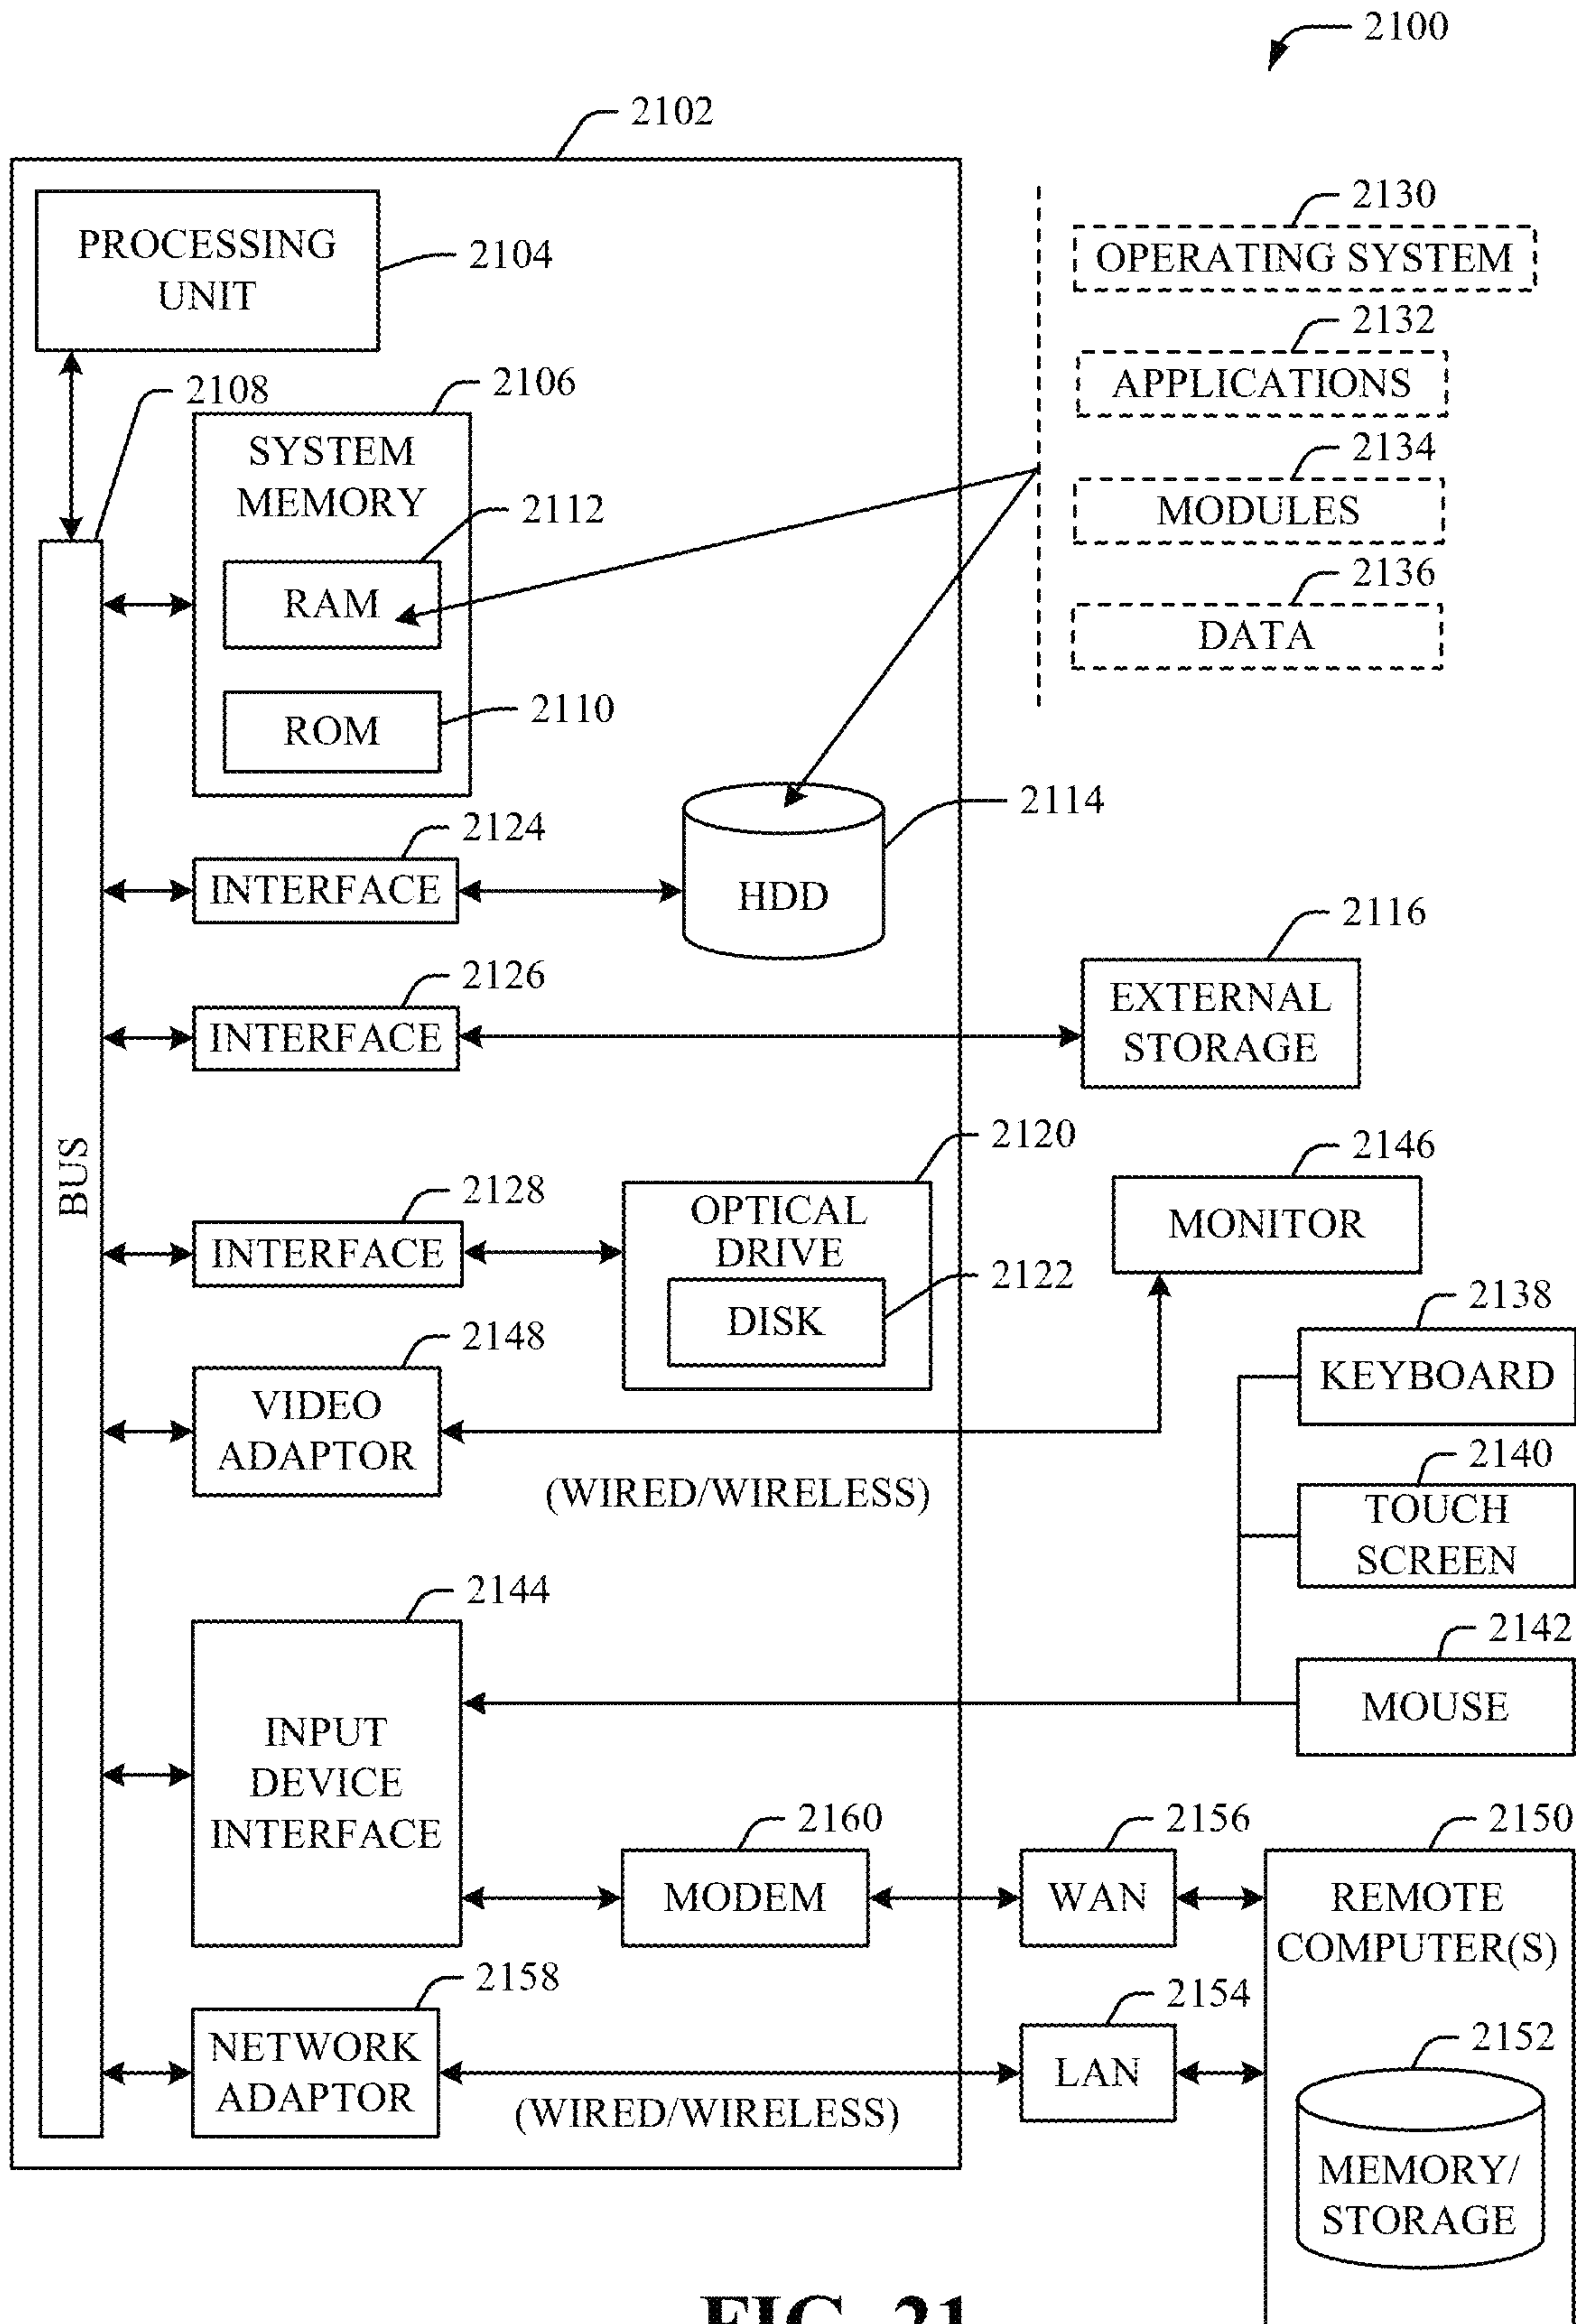 2100
2102
PROCESSING
UNIT
2104
2130
OPERATING SYSTEM
2132
APPLICATIONS
2134
MODULES
2136
DATA
2108
2106
SYSTEM
MEMORY
2112
RAM
2110
ROM
BUS
2124
INTERFACE
2114
HDD
2126
INTERFACE
2116
EXTERNAL
STORAGE
2128
INTERFACE
2120
OPTICAL
DRIVE
2122
DISK
2146
MONITOR
2148
VIDEO
ADAPTOR
(WIRED/WIRELESS)
2138
KEYBOARD
2140
TOUCH
SCREEN
2142
MOUSE
2144
INPUT
DEVICE
INTERFACE
2160
MODEM
2156
WAN
2150
REMOTE
COMPUTER(S)
2158
NETWORK
ADAPTOR
(WIRED/WIRELESS)
2154
LAN
2152
MEMORY/
STORAGE
FIG. 21